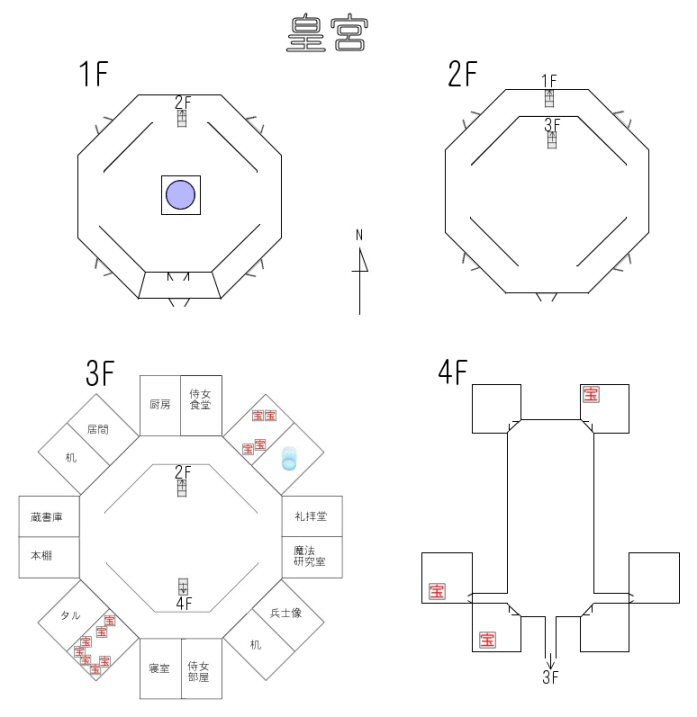 皇宮
1F
2F
2F
1F
3F
N
3F
厨房
侍女
食堂
宝宝
居間
宝宝
机
2F
蔵書庫
礼拝堂
本棚
魔法
研究室
4F
タル
宝
宝
兵士像
宝
机
宝
宝
宝
宝
寝室
侍女
部屋
4F
宝
宝
宝
3F